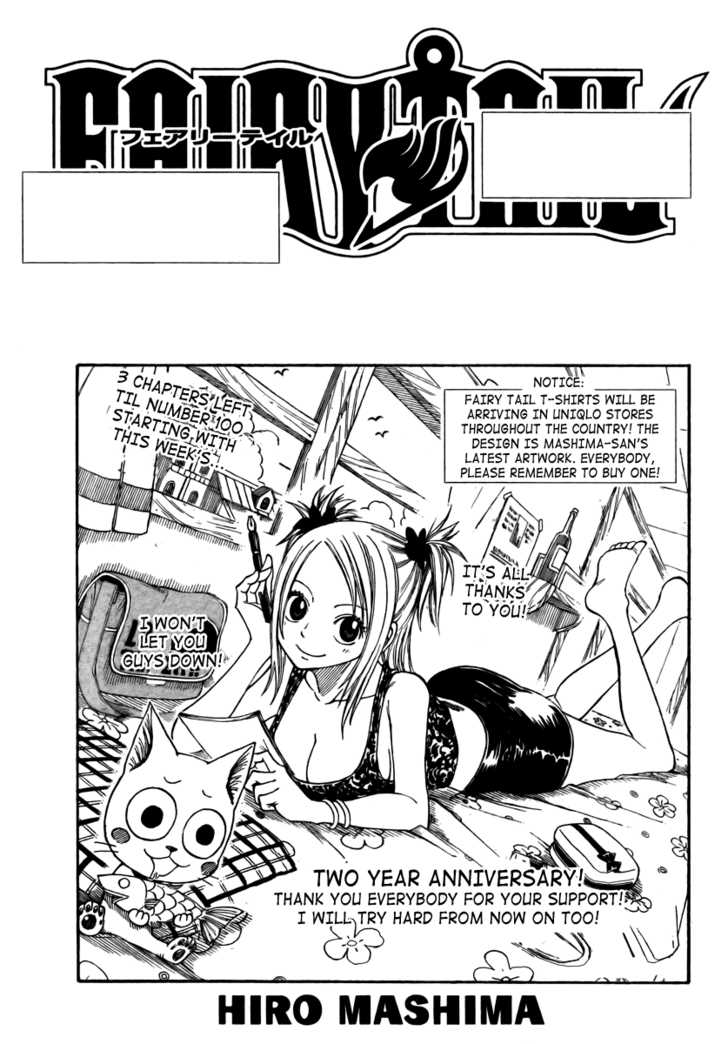 FAIRY TAIL
フェアリーテイル
3 CHAPTERS LEFT
TIL NUMBER 100
STARTING WITH
THIS WEEK'S...
NOTICE:
FAIRY TAIL T-SHIRTS WILL BE
ARRIVING IN UNIQLO STORES
THROUGHOUT THE COUNTRY! THE
DESIGN IS MASHIMA-SAN'S
LATEST ARTWORK. EVERYBODY,
PLEASE REMEMBER TO BUY ONE!
IT'S ALL
THANKS
TO YOU!
I WON'T
LET YOU
GUYS DOWN!
TWO YEAR ANNIVERSARY!
THANK YOU EVERYBODY FOR YOUR SUPPORT!
I WILL TRY HARD FROM NOW ON TOO!
HIRO MASHIMA